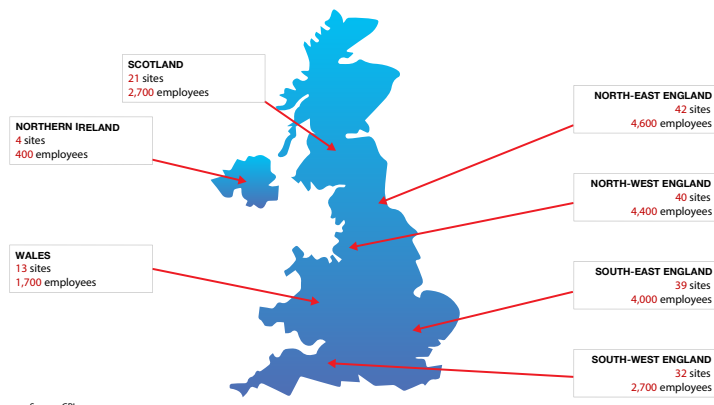 SCOTLAND
21 sites
2,700 employees
NORTHERN IRELAND
4 sites
400 employees
WALES
13 sites
1,700 employees
NORTH-EAST ENGLAND
42 sites
4,600 employees
NORTH-WEST ENGLAND
40 sites
4,400 employees
SOUTH-EAST ENGLAND
39 sites
4,000 employees
SOUTH-WEST ENGLAND
32 sites
2,700 employees